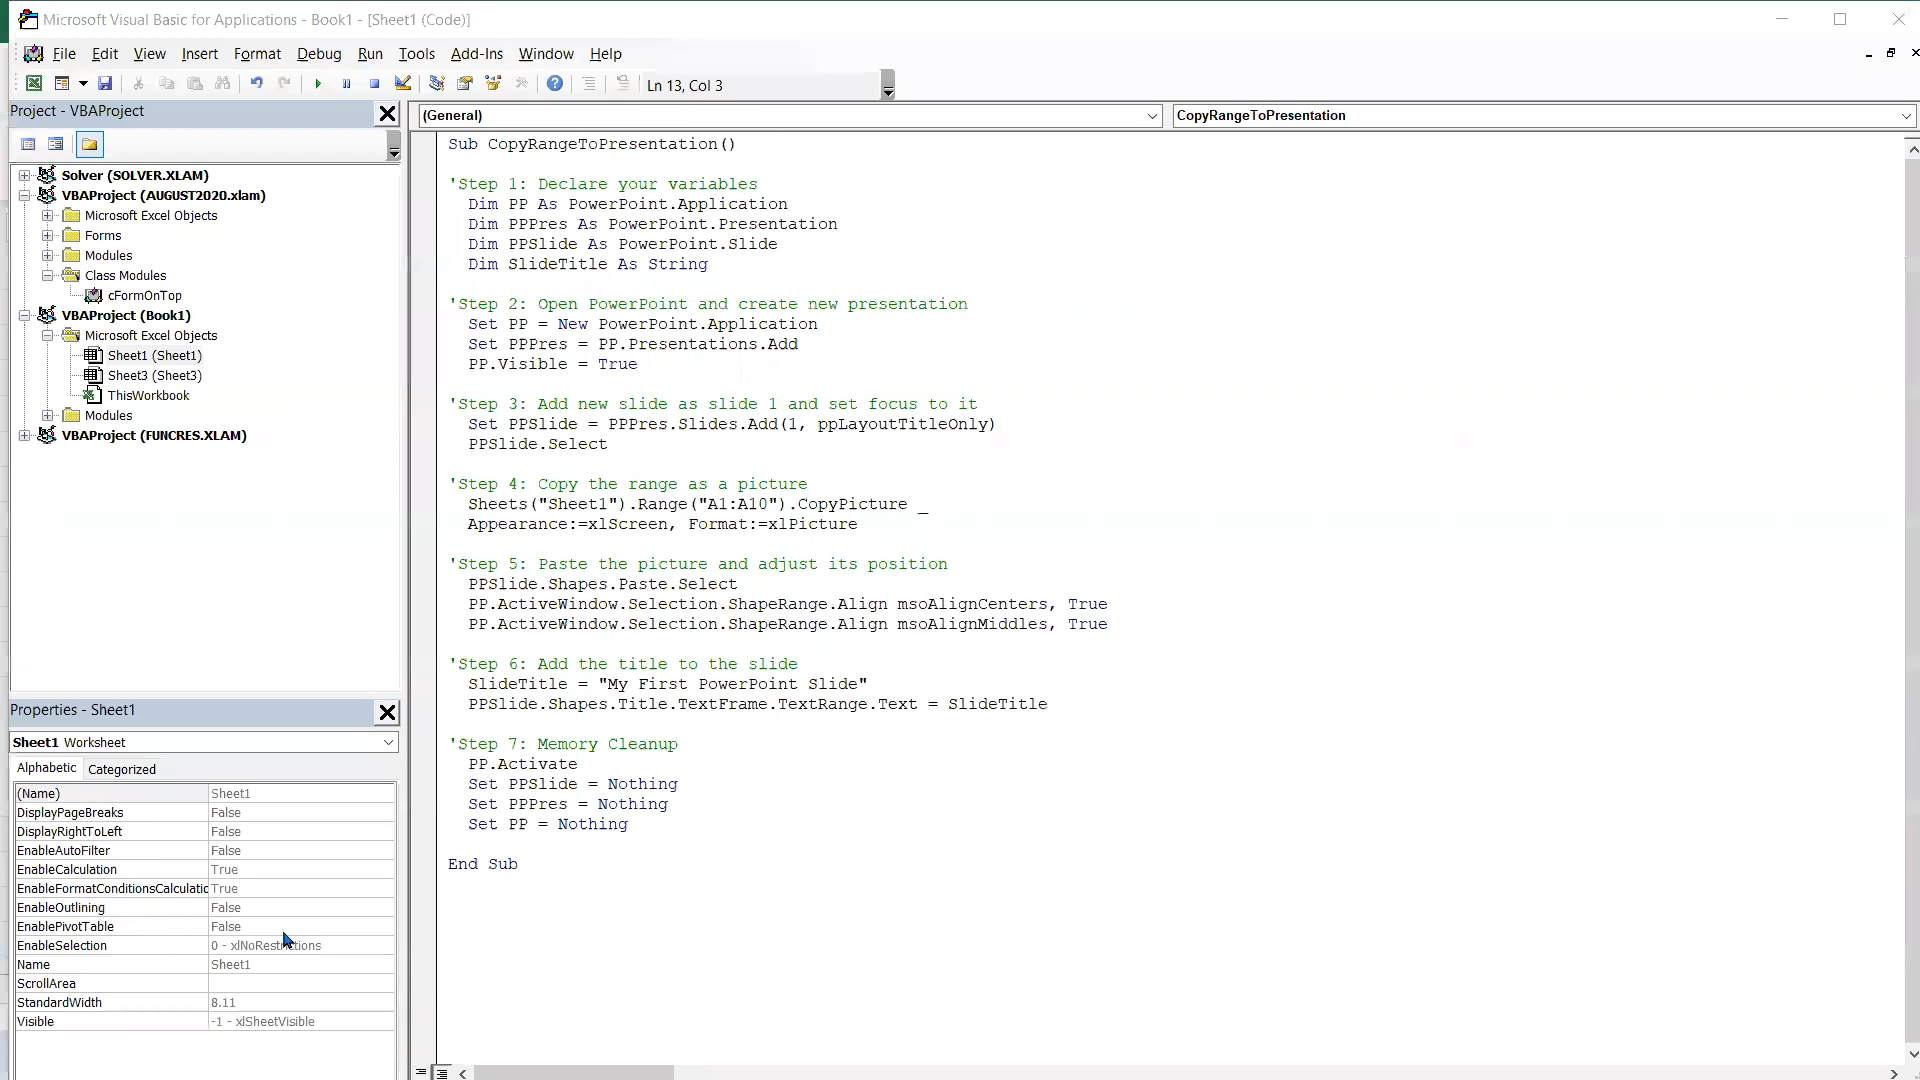 Microsoft Visual Basic for Applications - Book1 - [Sheet1 (Code)]
File Edit View Insert Format Debug Run Tools Add-Ins Window Help
Ln 13, Col 3
Project - VBAProject
(General)
CopyRangeToPresentation
Solver (SOLVER.XLAM)
VBAProject (AUGUST2020.xlam)
Microsoft Excel Objects
Forms
Modules
Class Modules
cFormOnTop
VBAProject (Book1)
Microsoft Excel Objects
Sheet1 (Sheet1)
Sheet3 (Sheet3)
ThisWorkbook
Modules
VBAProject (FUNCRES.XLAM)
Properties - Sheet1
Sheet1 Worksheet
Alphabetic Categorized
(Name) Sheet1
DisplayPageBreaks False
DisplayRightToLeft False
EnableAutoFilter False
EnableCalculation True
EnableFormatConditionsCalculatic True
EnableOutlining False
EnablePivotTable False
EnableSelection 0 - xlNoRestrictions
Name Sheet1
ScrollArea
StandardWidth 8.11
Visible -1 - xlSheetVisible
Sub CopyRangeToPresentation()
'Step 1: Declare your variables
Dim PP As PowerPoint.Application
Dim PPPres As PowerPoint.Presentation
Dim PPSlide As PowerPoint.Slide
Dim SlideTitle As String
'Step 2: Open PowerPoint and create new presentation
Set PP = New PowerPoint.Application
Set PPPres = PP.Presentations.Add
PP.Visible = True
'Step 3: Add new slide as slide 1 and set focus to it
Set PPSlide = PPPres.Slides.Add(1, ppLayoutTitleOnly)
PPSlide.Select
'Step 4: Copy the range as a picture
Sheets("Sheet1").Range("A1:A10").CopyPicture _
Appearance:=xlScreen, Format:=xlPicture
'Step 5: Paste the picture and adjust its position
PPSlide.Shapes.Paste.Select
PP.ActiveWindow.Selection.ShapeRange.Align msoAlignCenters, True
PP.ActiveWindow.Selection.ShapeRange.Align msoAlignMiddles, True
'Step 6: Add the title to the slide
SlideTitle = "My First PowerPoint Slide"
PPSlide.Shapes.Title.TextFrame.TextRange.Text = SlideTitle
'Step 7: Memory Cleanup
PP.Activate
Set PPSlide = Nothing
Set PPPres = Nothing
Set PP = Nothing
End Sub